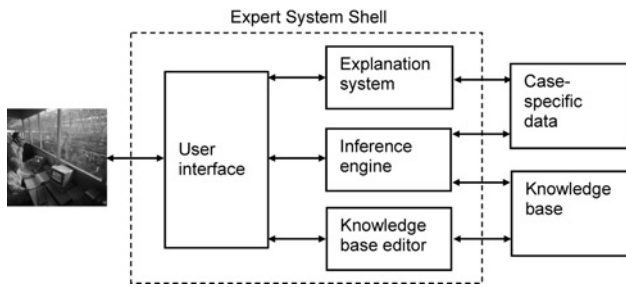 Expert System Shell
User
interface
Explanation
system
Inference
engine
Knowledge
base editor
Case-
specific
data
Knowledge
base